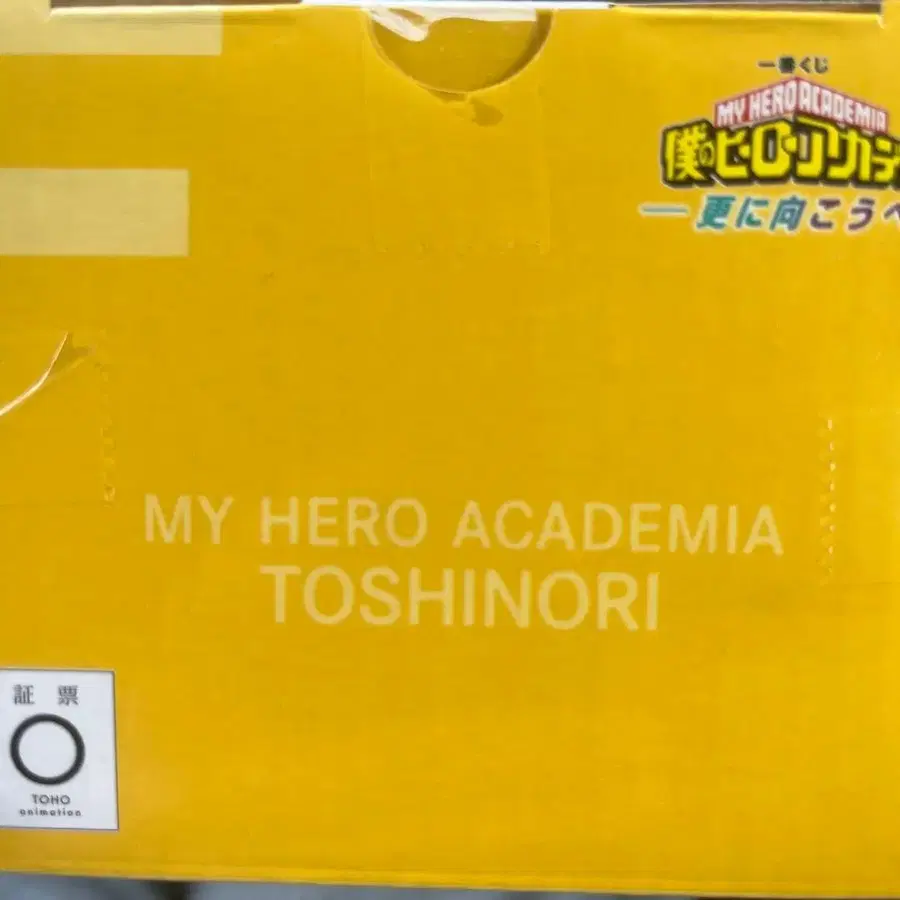 一番くじ
MY HERO ACADEMIA
僕のヒーローアカデ
更に向こうへ
MY HERO ACADEMIA
TOSHINORI
証 票
TOHO
animation